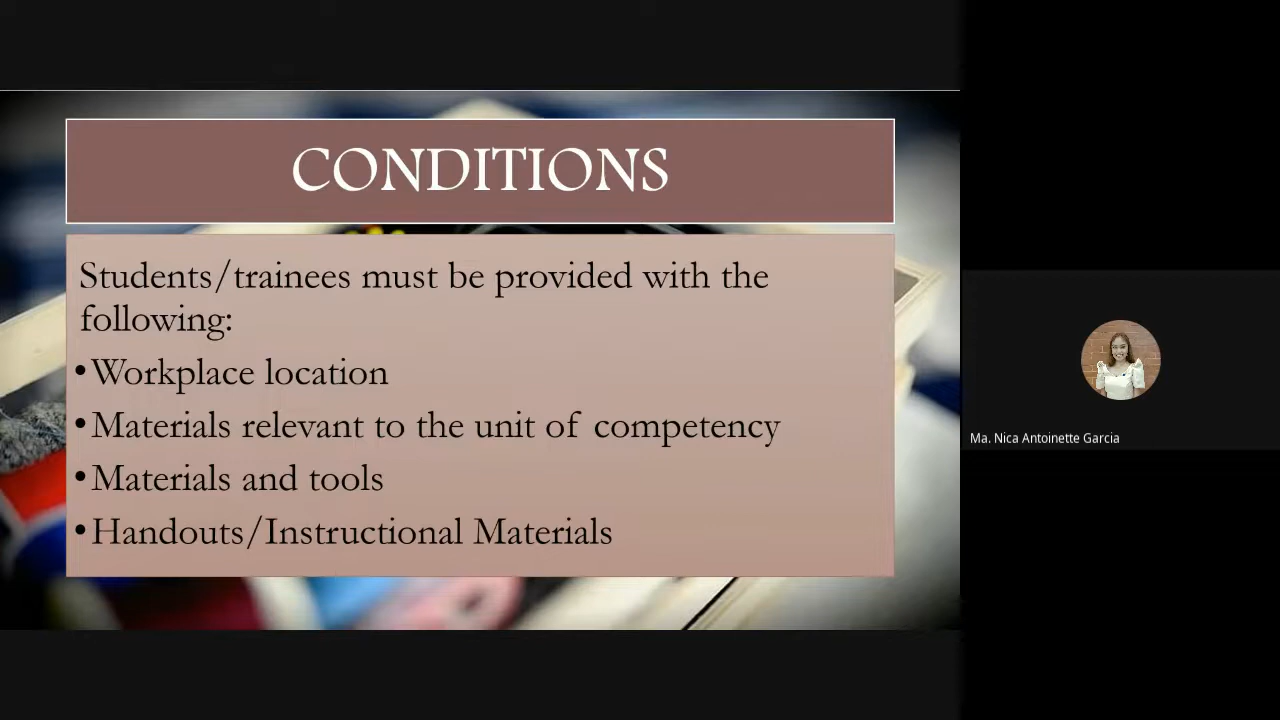 CONDITIONS
Students/trainees must be provided with the
following:
•Workplace location
•Materials relevant to the unit of competency
•Materials and tools
•Handouts/Instructional Materials
Ma. Nica Antoinette Garcia